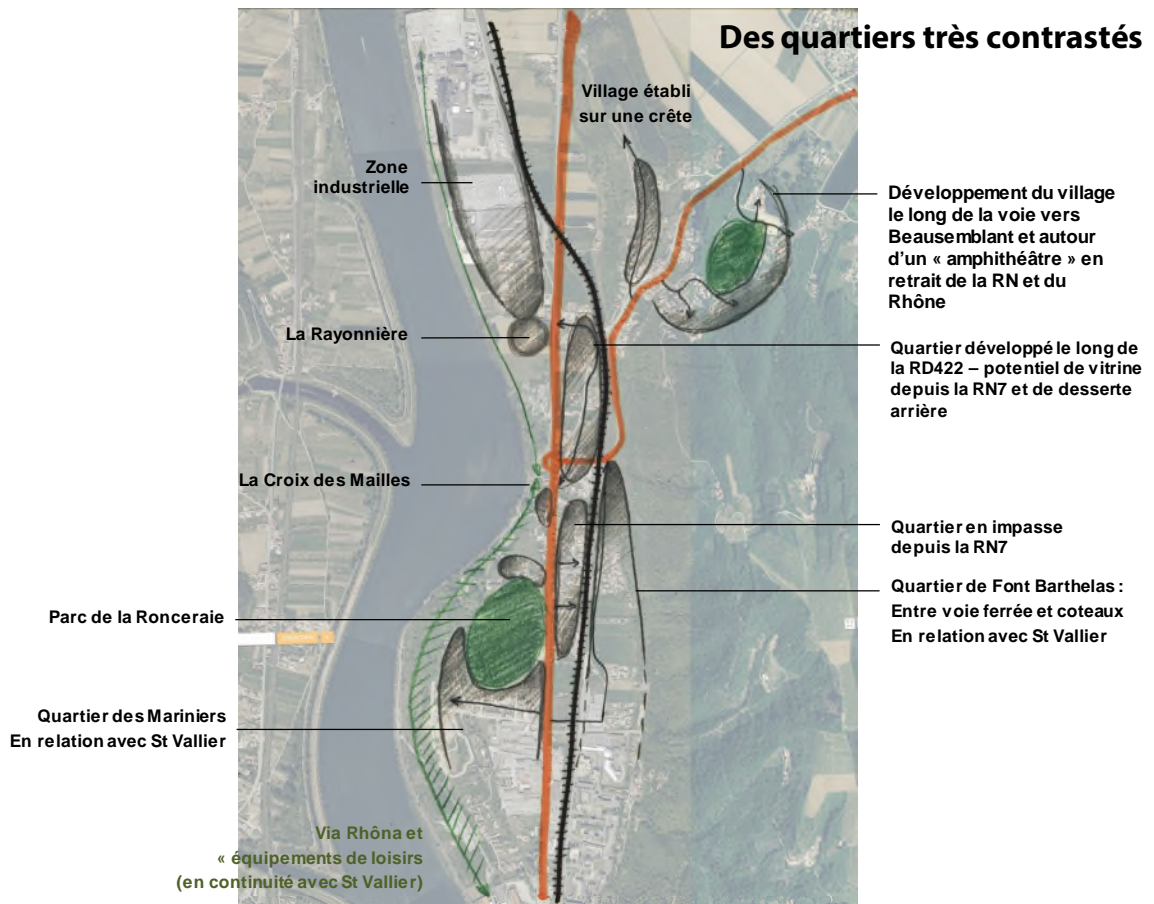 Des quartiers très contrastés
Village établi
sur une crête
Zone
industrielle
Développement du village
le long de la voie vers
Beausemblant et autour
d'un « amphithéâtre » en
retrait de la RN et du
Rhône
La Rayonnière
Quartier développé le long de
la RD422 – potentiel de vitrine
depuis la RN7 et de desserte
arrière
La Croix des Mailles
Quartier en impasse
depuis la RN7
Quartier de Font Barthelas :
Entre voie ferrée et coteaux
En relation avec St Vallier
Parc de la Ronceraie
Quartier des Mariniers
En relation avec St Vallier
Via Rhôna et
« équipements de loisirs
(en continuité avec St Vallier)